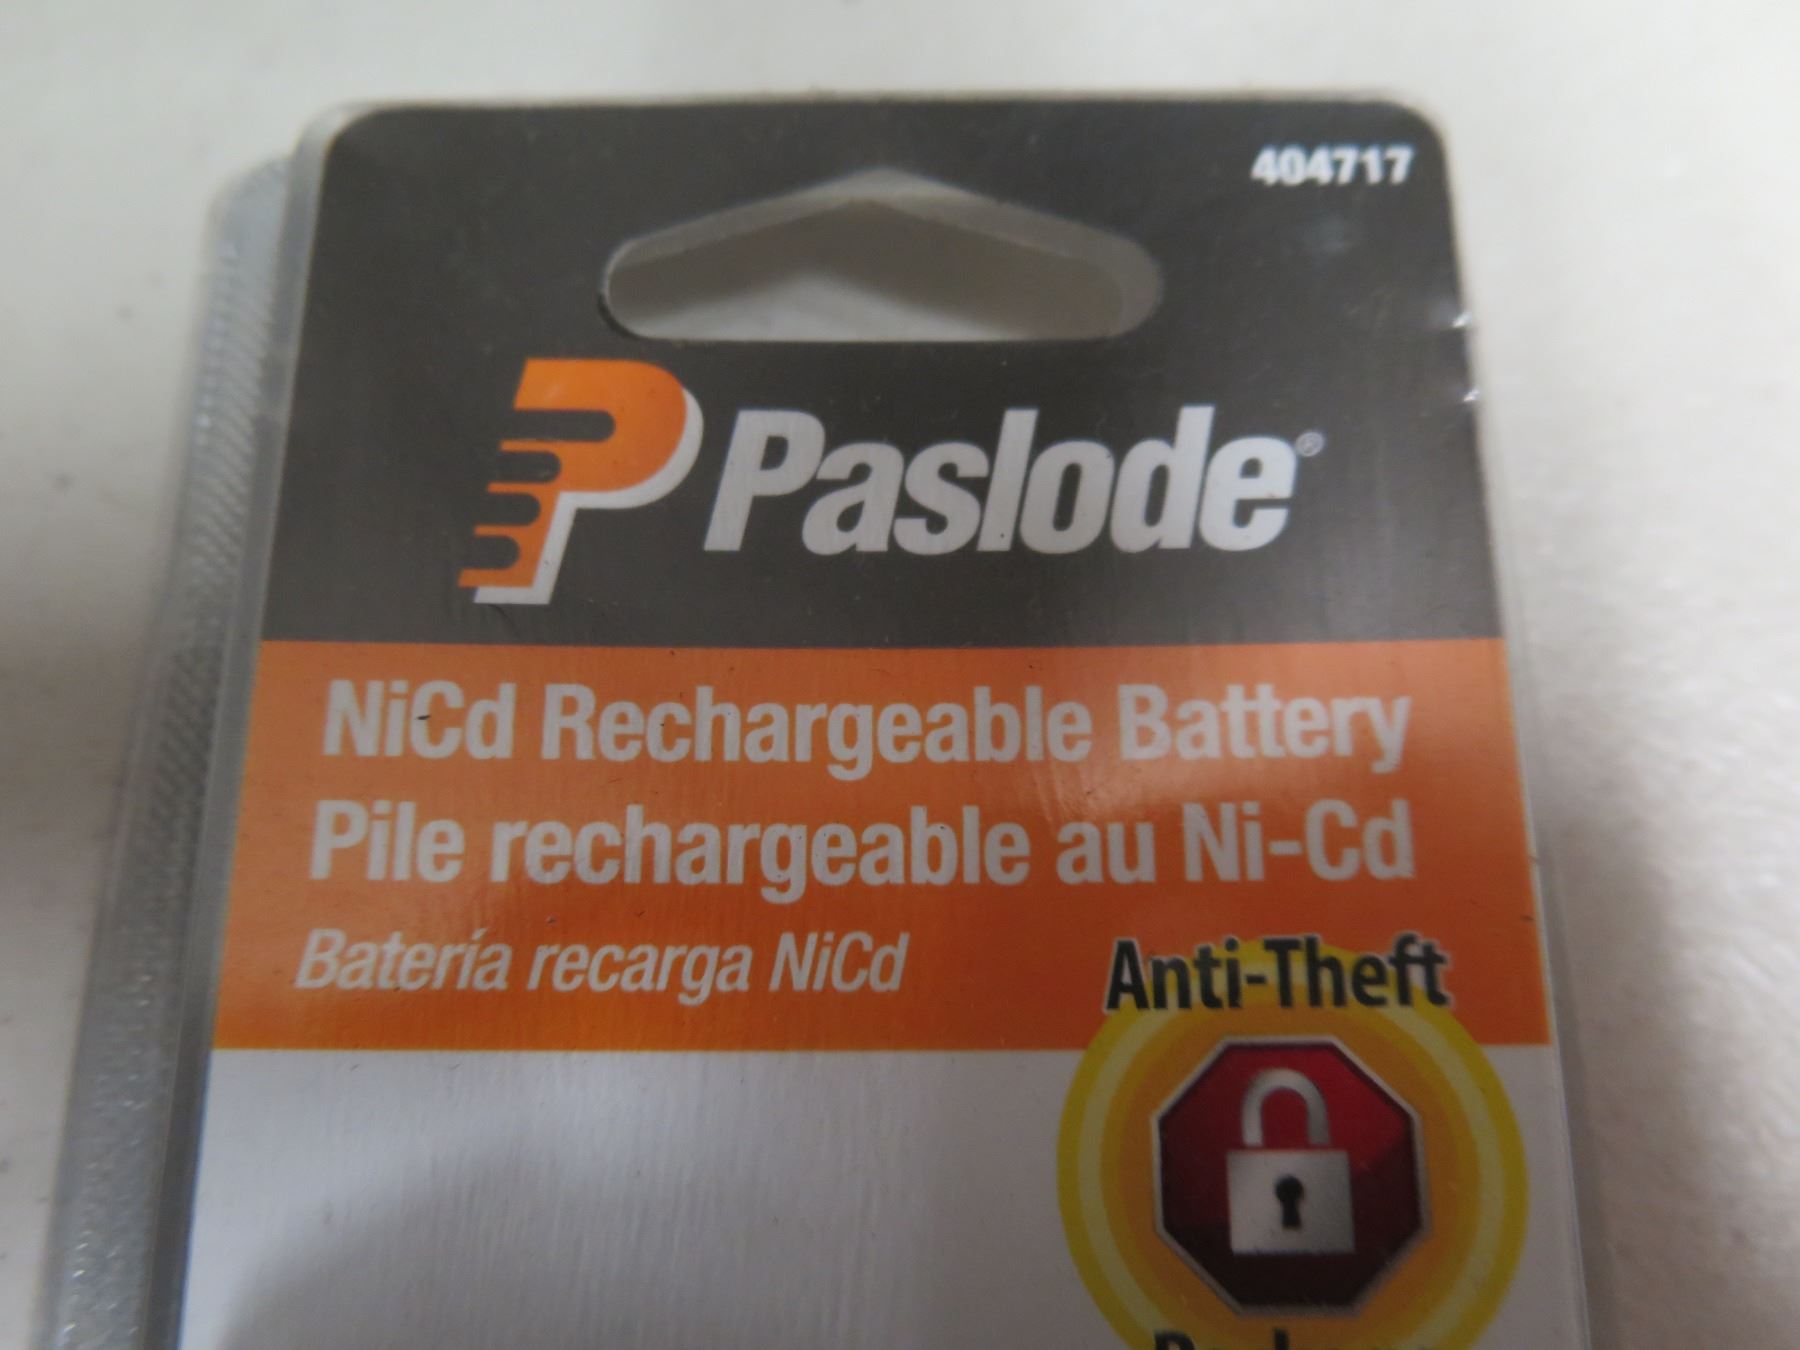 404717
Paslode®
NiCd Rechargeable Battery
Pile rechargeable au Ni-Cd
Batería recarga NiCd
Anti-Theft